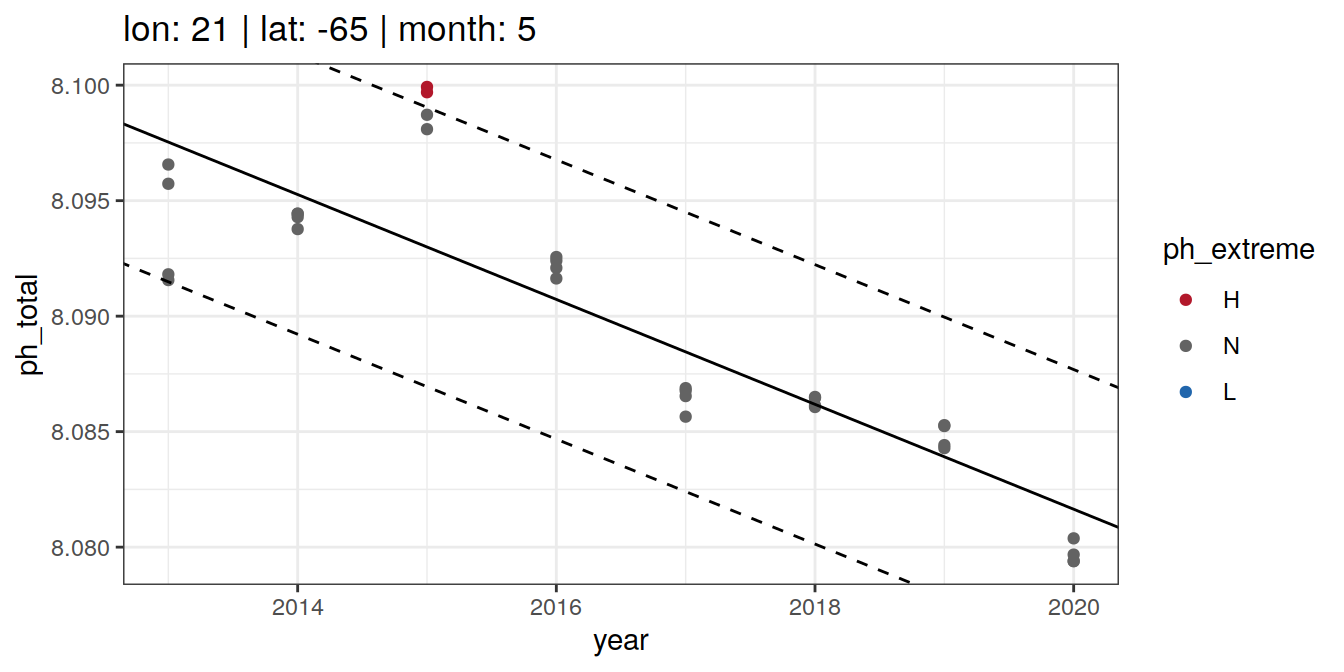 lon: 21 | lat: -65 | month: 5
8.100
8.095
8.090
8.085
8.080
ph_total
2014
2016
2018
2020
year
ph_extreme
H
N
L